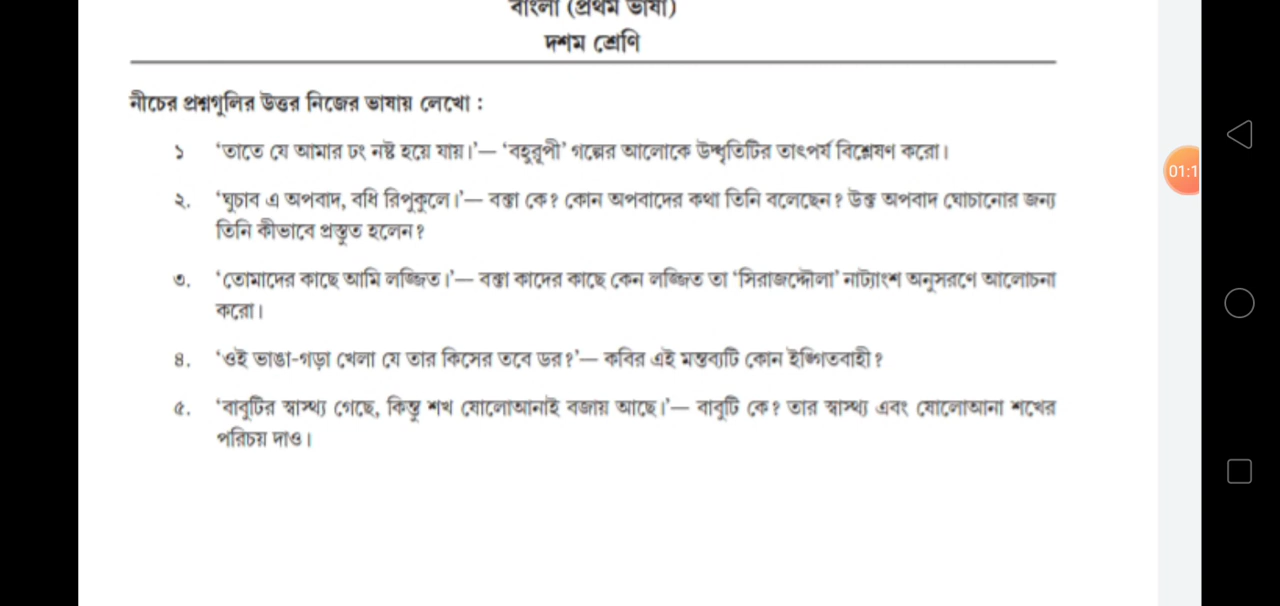 বাংলা (প্রথম ভাষা)
দশম শ্রেণি
নীচের প্রশ্নগুলির উত্তর নিজের ভাষায় লেখো :
১ ‘তাতে যে আমার ঢং নষ্ট হয়ে যায়।’— ‘বহুরূপী’ গল্পের আলোকে উদ্ধৃতিটির তাৎপর্য বিশ্লেষণ করো।
২. ‘ঘুচাব এ অপবাদ, বধি রিপুকুলে।’— বক্তা কে? কোন অপবাদের কথা তিনি বলেছেন? উক্ত অপবাদ ঘোচানোর জন্য
তিনি কীভাবে প্রস্তুত হলেন?
৩. ‘তোমাদের কাছে আমি লজ্জিত।’— বক্তা কাদের কাছে কেন লজ্জিত তা ‘সিরাজদ্দৌলা’ নাট্যাংশ অনুসরণে আলোচনা
করো।
৪. ‘ওই ভাঙা-গড়া খেলা যে তার কিসের তবে ডর?’— কবির এই মন্তব্যটি কোন ইঙ্গিতবাহী?
৫. ‘বাবুটির স্বাস্থ্য গেছে, কিন্তু শখ ষোলোআনাই বজায় আছে।’— বাবুটি কে? তার স্বাস্থ্য এবং ষোলোআনা শখের
পরিচয় দাও।
01:1